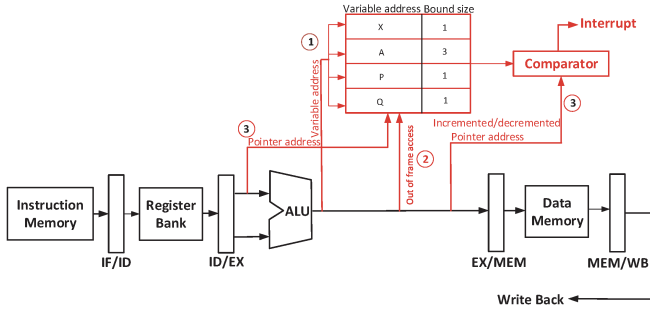 Variable address Bound size
X 1
A 3
P 1
Q 1
1
Variable address
Interrupt
Comparator
3
Pointer address
Out of frame access
2
Incremented/decremented
Pointer address
3
Instruction
Memory
IF/ID
Register
Bank
ID/EX
ALU
EX/MEM
Data
Memory
MEM/WB
Write Back